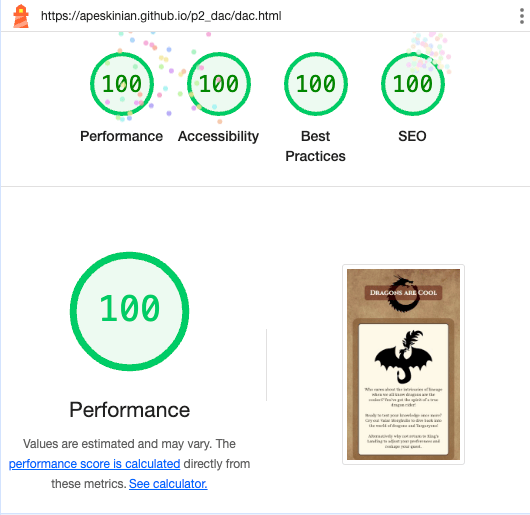 https://apeskinian.github.io/p2_dac/dac.html
100 100 100 100
Performance Accessibility Best Practices SEO
100
Performance
Values are estimated and may vary. The
performance score is calculated directly from
these metrics. See calculator.
Dragons are Cool